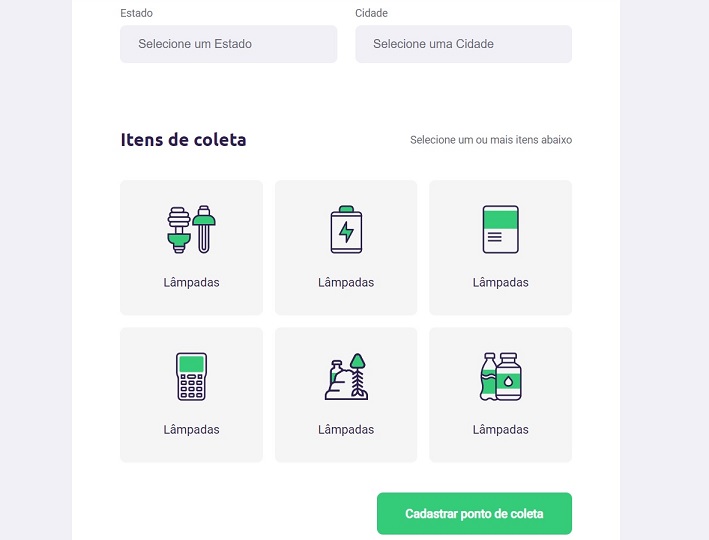 Estado
Cidade
Selecione um Estado
Selecione uma Cidade
Itens de coleta
Selecione um ou mais itens abaixo
Lâmpadas
Lâmpadas
Lâmpadas
Lâmpadas
Lâmpadas
Lâmpadas
Cadastrar ponto de coleta